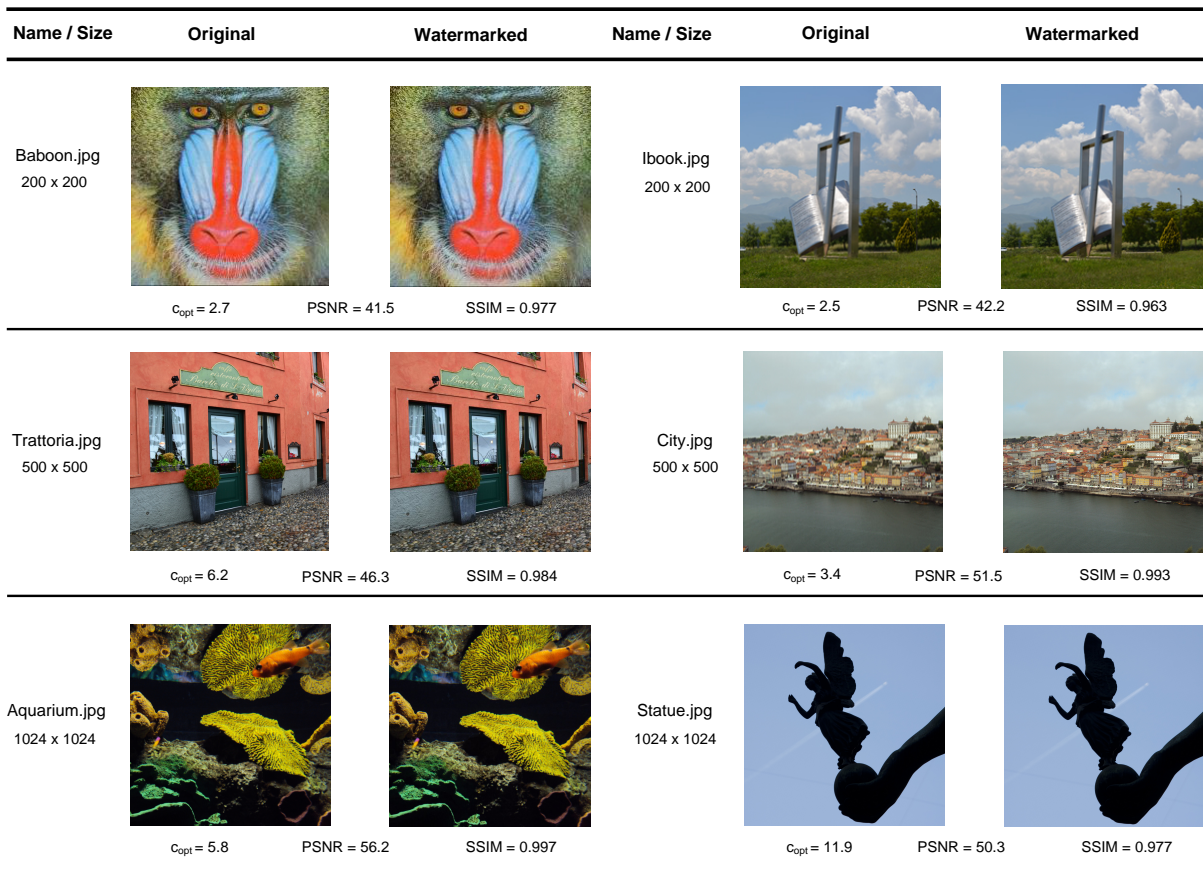 Name / Size Original Watermarked Name / Size Original Watermarked
Baboon.jpg
200 x 200
c_opt = 2.7 PSNR = 41.5 SSIM = 0.977
Ibook.jpg
200 x 200
c_opt = 2.5 PSNR = 42.2 SSIM = 0.963
Trattoria.jpg
500 x 500
c_opt = 6.2 PSNR = 46.3 SSIM = 0.984
City.jpg
500 x 500
c_opt = 3.4 PSNR = 51.5 SSIM = 0.993
Aquarium.jpg
1024 x 1024
c_opt = 5.8 PSNR = 56.2 SSIM = 0.997
Statue.jpg
1024 x 1024
c_opt = 11.9 PSNR = 50.3 SSIM = 0.977